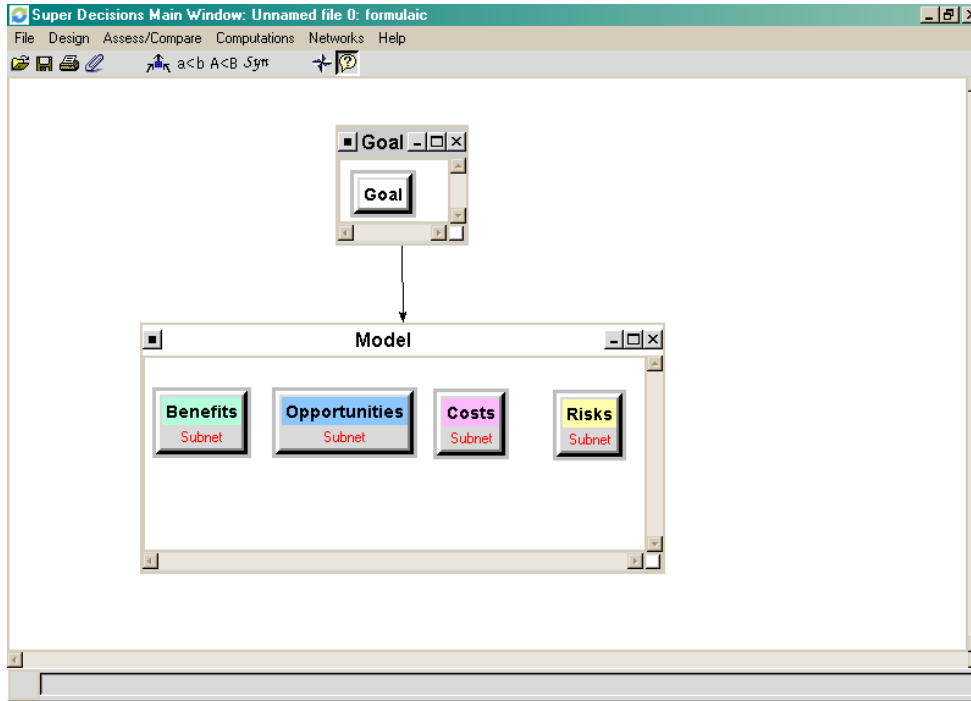 Super Decisions Main Window: Unnamed file 0: formulaic
File Design Assess/Compare Computations Networks Help
a<b A<B Syn
Goal
Goal
Model
Benefits Opportunities Costs Risks
Subnet Subnet Subnet Subnet